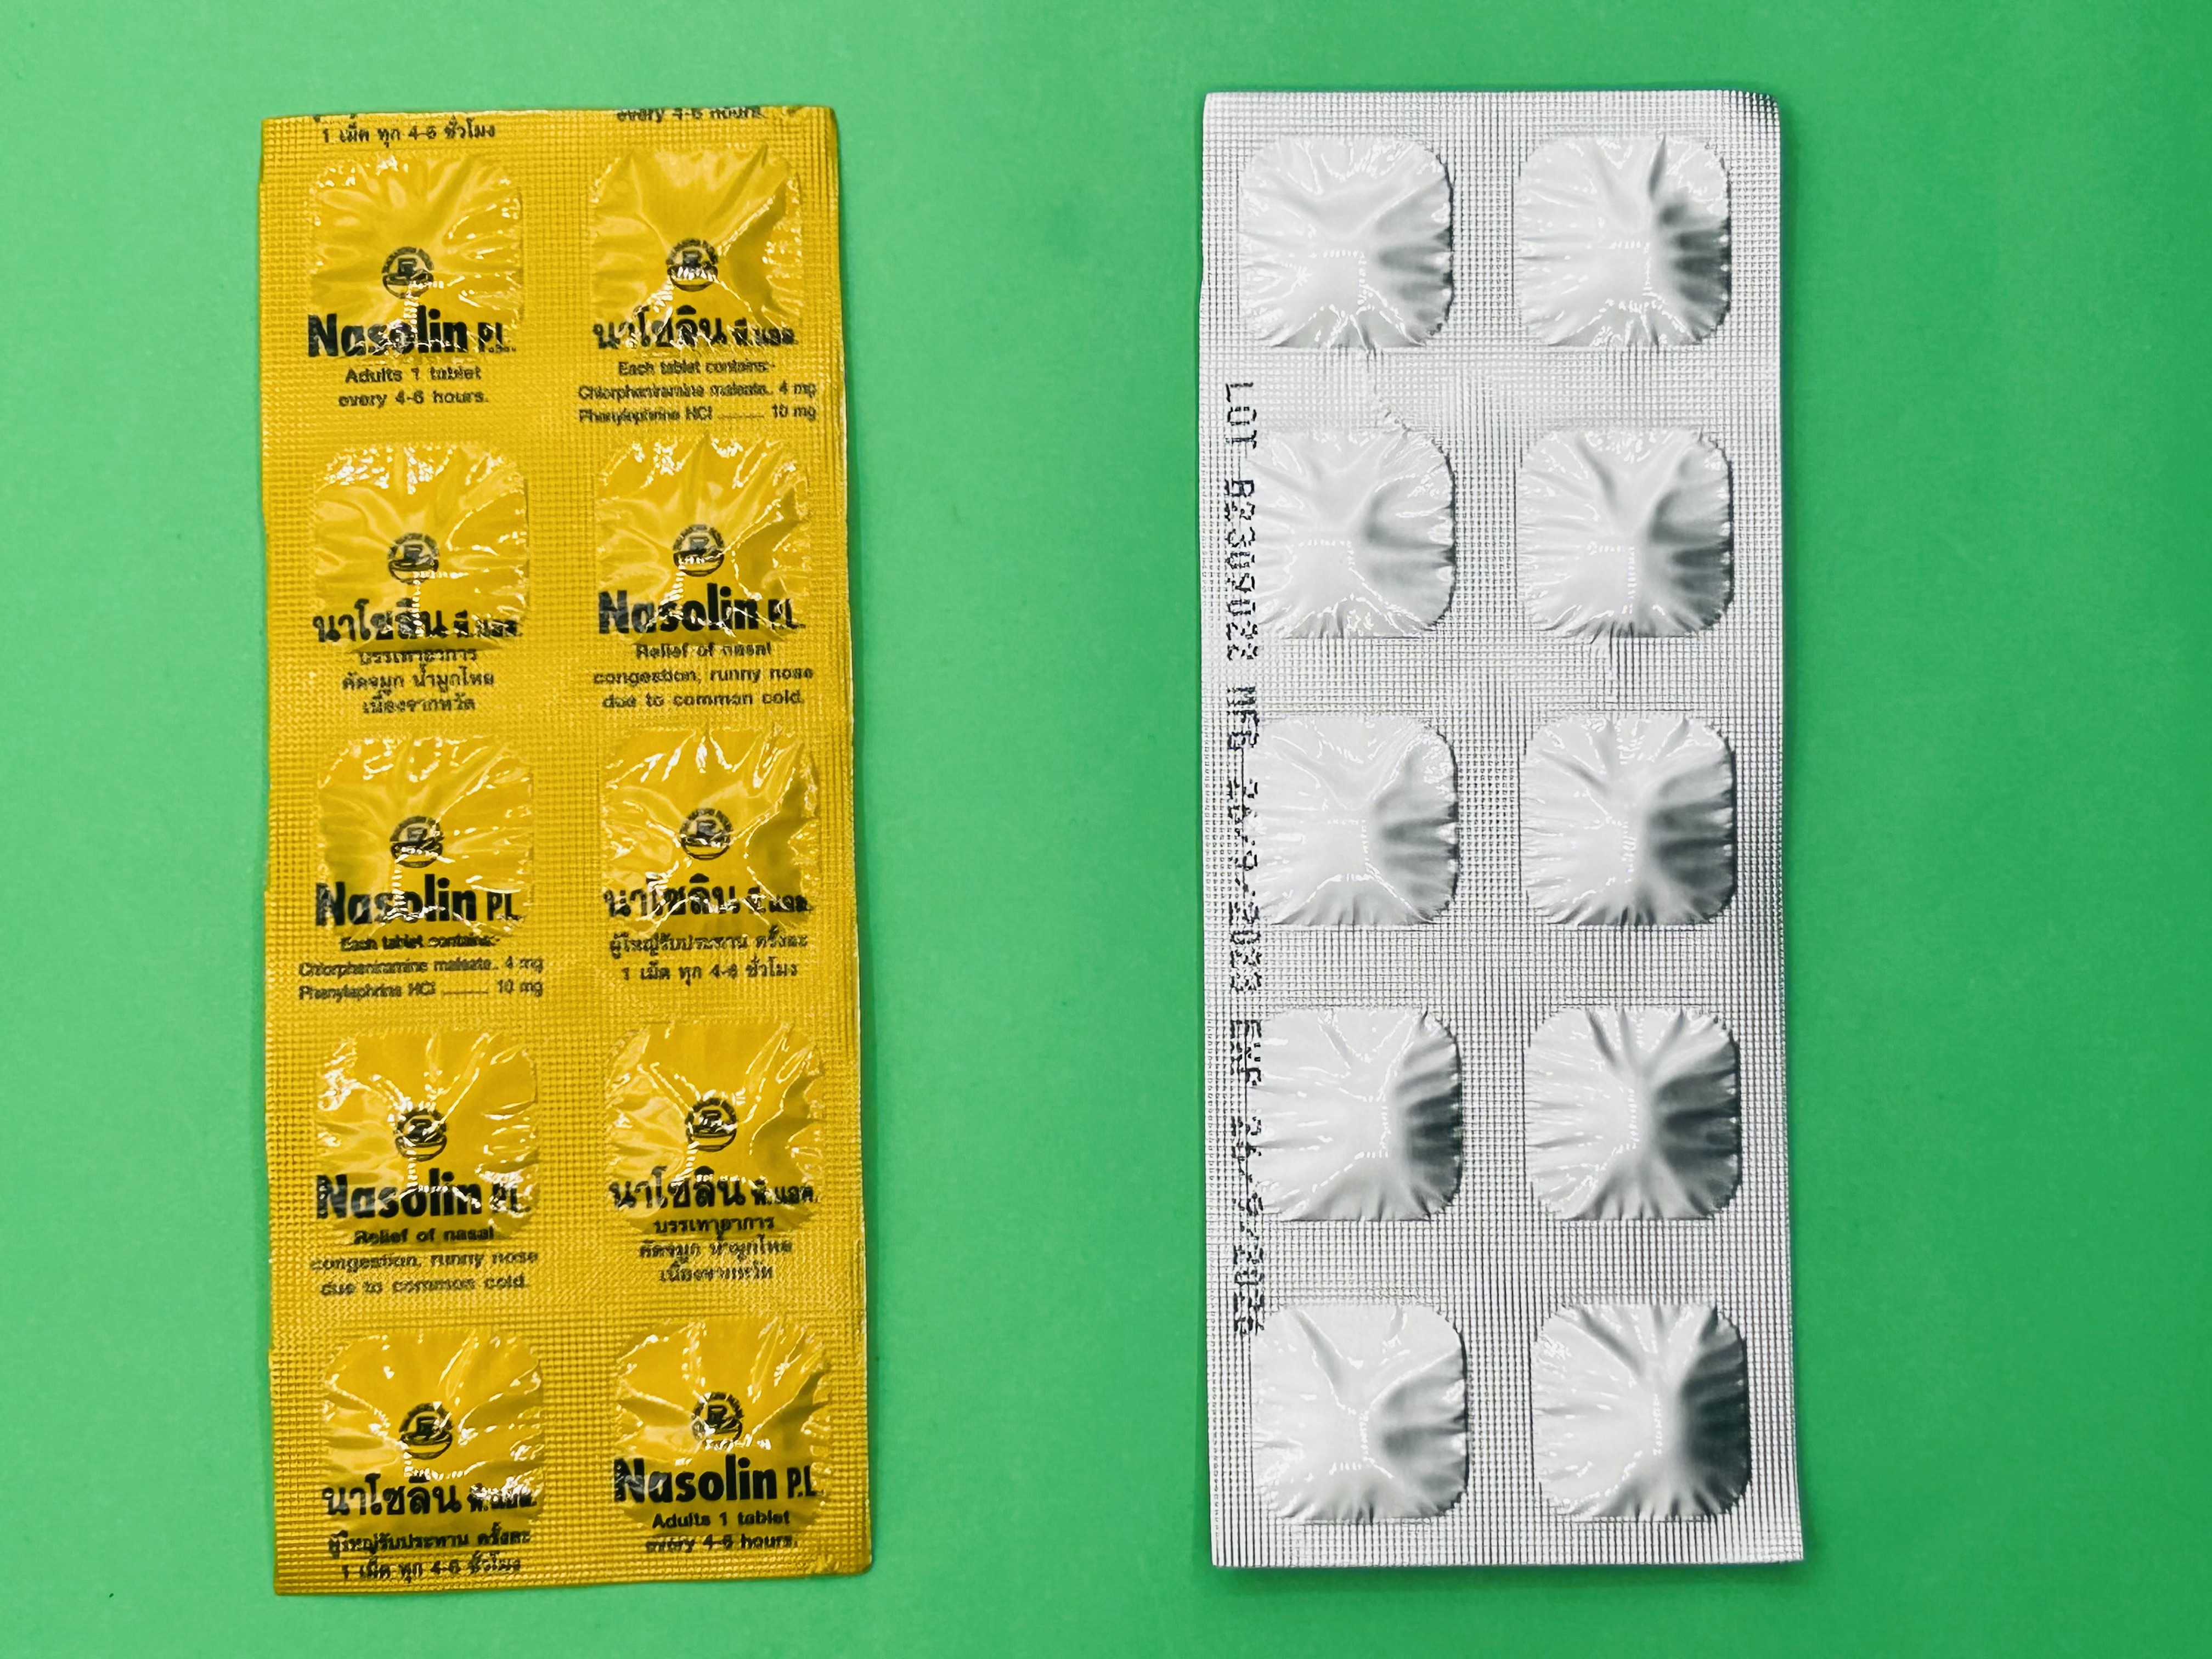 1 เม็ด ทุก 4-6 ชั่วโมง
every 4-6 hours.
Nasolin P.L.
Adults 1 tablet
every 4-6 hours.
นาโซลิน พี.แอล.
Each tablet contains:-
Chlorpheniramine maleate.. 4 mg
Phenylephrine HCl ........ 10 mg
นาโซลิน พี.แอล.
บรรเทาอาการ
คัดจมูก น้ำมูกไหล
เนื่องจากหวัด
Nasolin P.L.
Relief of nasal
congestion, runny nose
due to common cold.
Nasolin P.L.
Each tablet contains:-
Chlorpheniramine maleate.. 4 mg
Phenylephrine HCl ........ 10 mg
นาโซลิน พี.แอล.
ผู้ใหญ่รับประทาน ครั้งละ
1 เม็ด ทุก 4-6 ชั่วโมง
Nasolin P.L.
Relief of nasal
congestion, runny nose
due to common cold.
นาโซลิน พี.แอล.
บรรเทาอาการ
คัดจมูก น้ำมูกไหล
เนื่องจากหวัด
นาโซลิน พี.แอล.
ผู้ใหญ่รับประทาน ครั้งละ
1 เม็ด ทุก 4-6 ชั่วโมง
Nasolin P.L.
Adults 1 tablet
every 4-6 hours.
LOT MFG